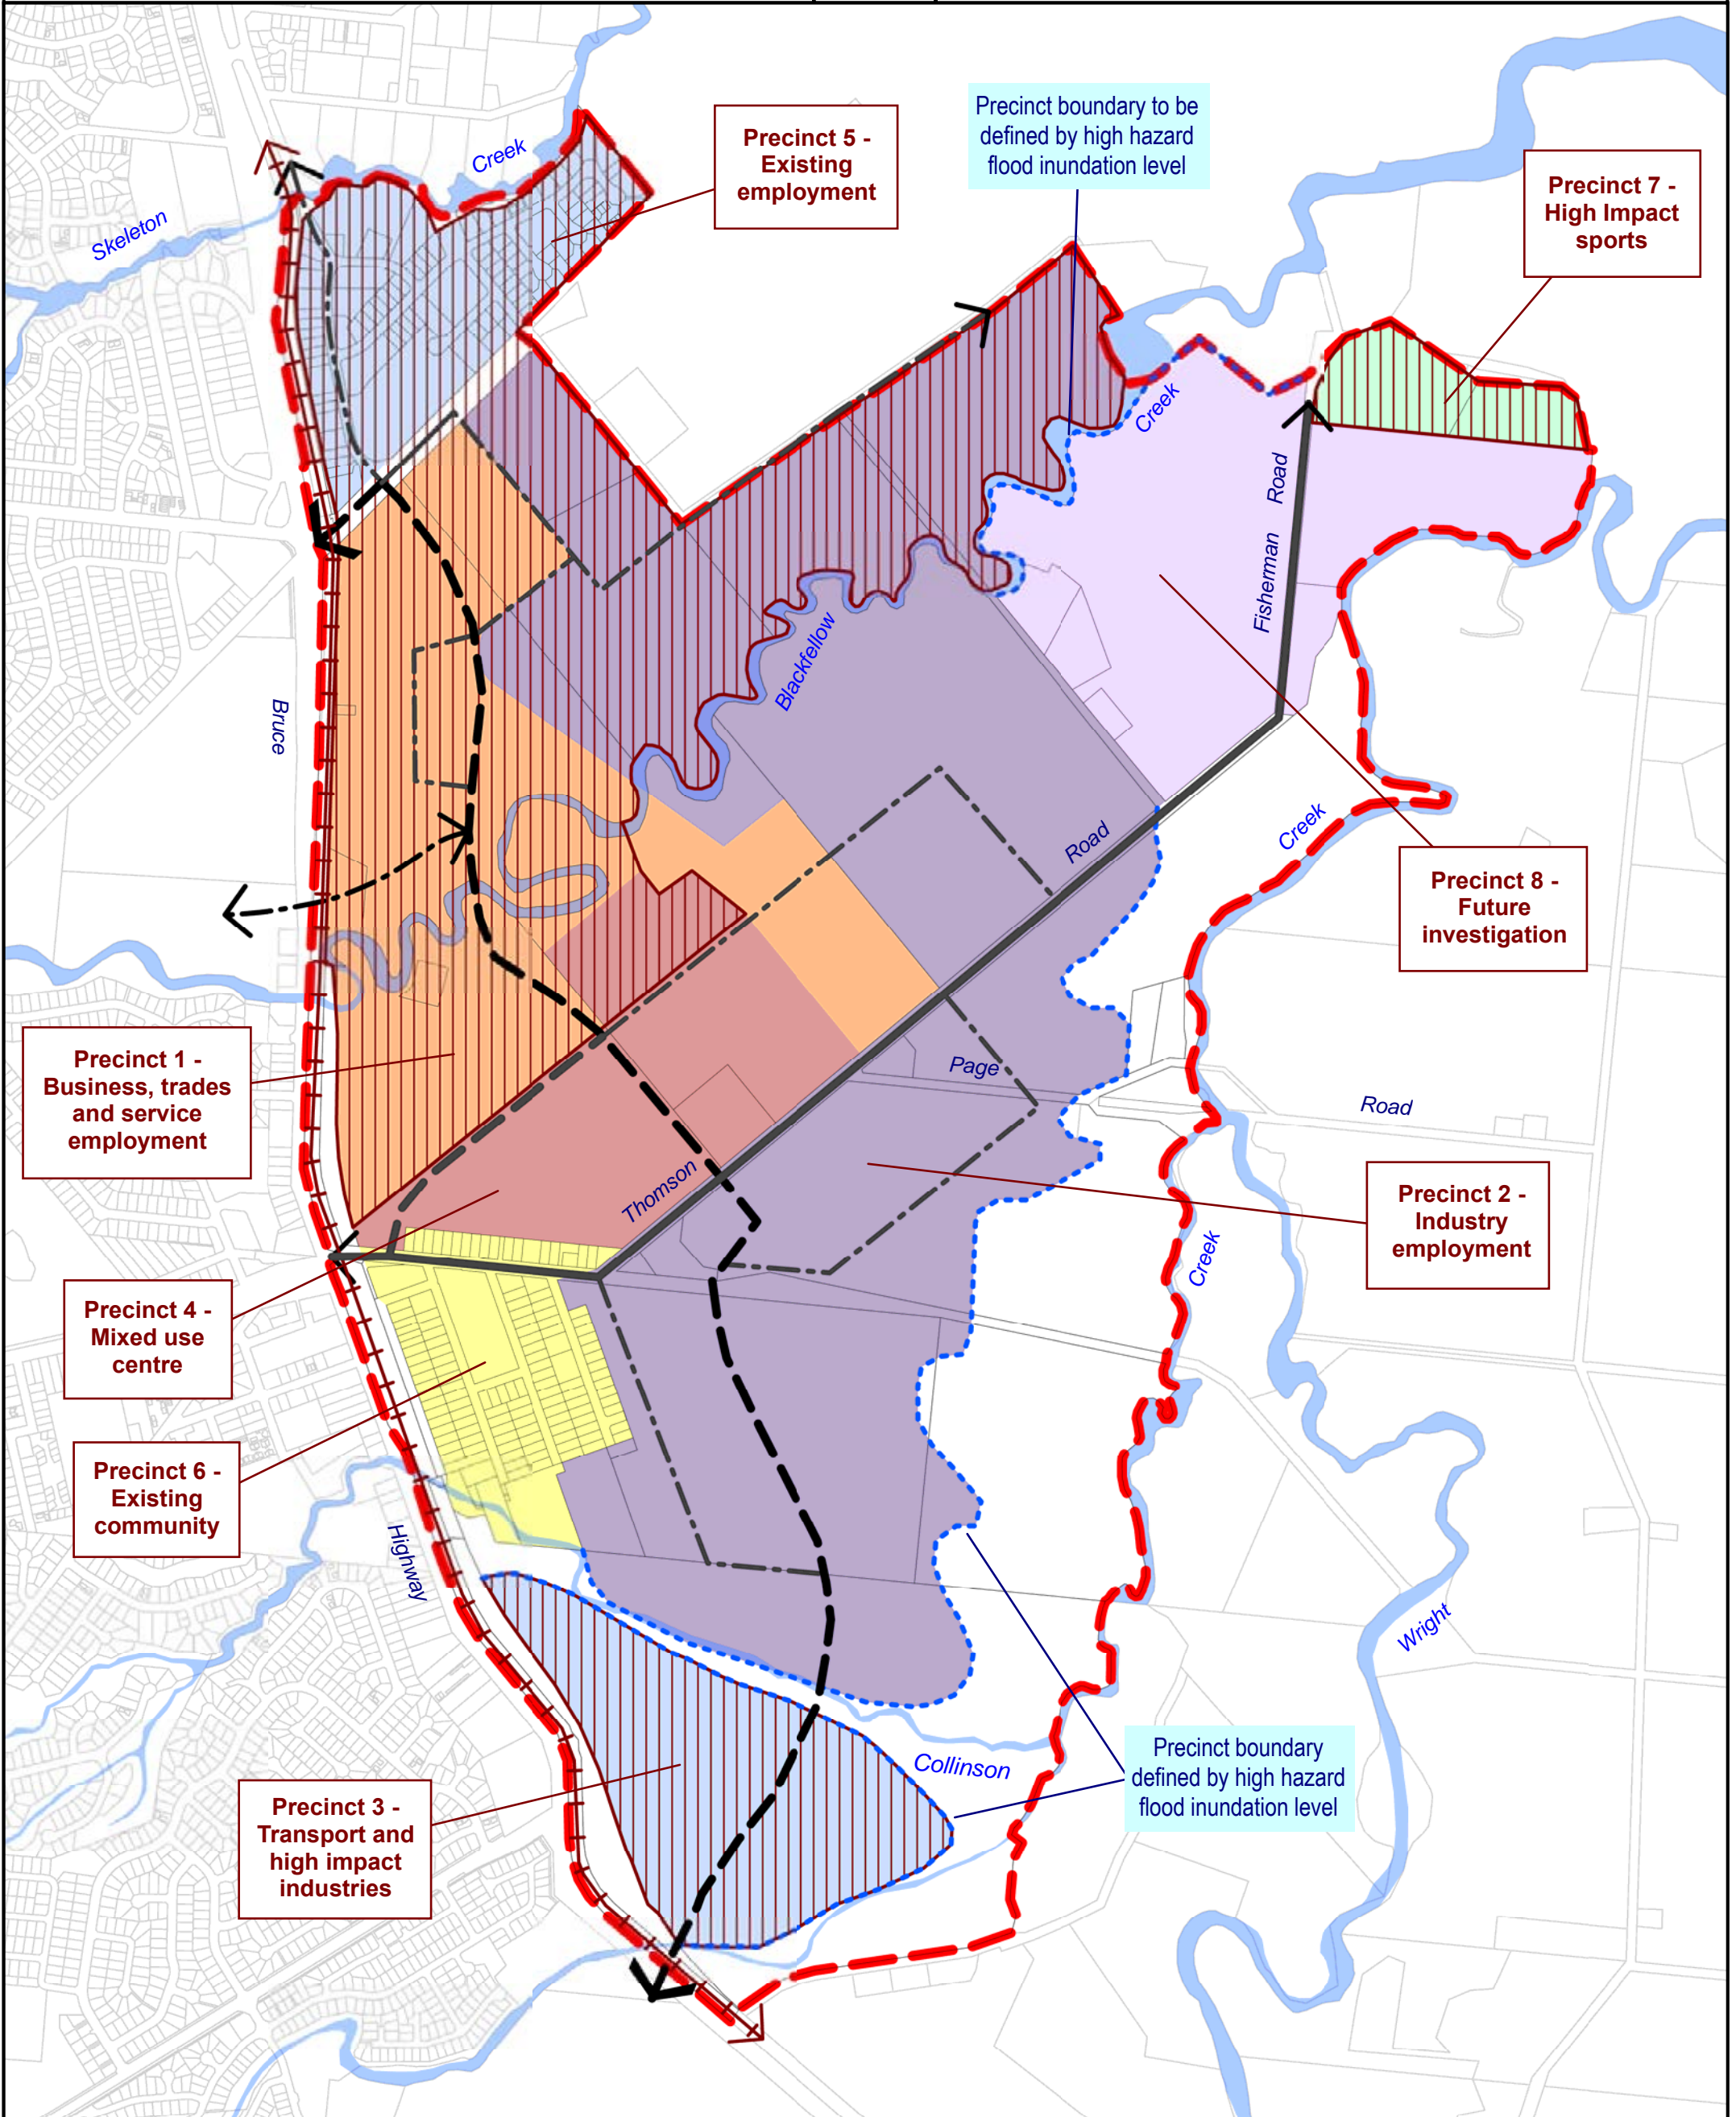 Precinct 5 -
Existing
employment
Precinct boundary to be
defined by high hazard
flood inundation level
Precinct 7 -
High Impact
sports
Creek
Skeleton
Creek
Fisherman Road
Bruce
Blackfellow
Road
Creek
Precinct 8 -
Future
investigation
Precinct 1 -
Business, trades
and service
employment
Page
Road
Thomson
Precinct 2 -
Industry
employment
Creek
Precinct 4 -
Mixed use
centre
Precinct 6 -
Existing
community
Highway
Wright
Collinson
Precinct boundary
defined by high hazard
flood inundation level
Precinct 3 -
Transport and
high impact
industries